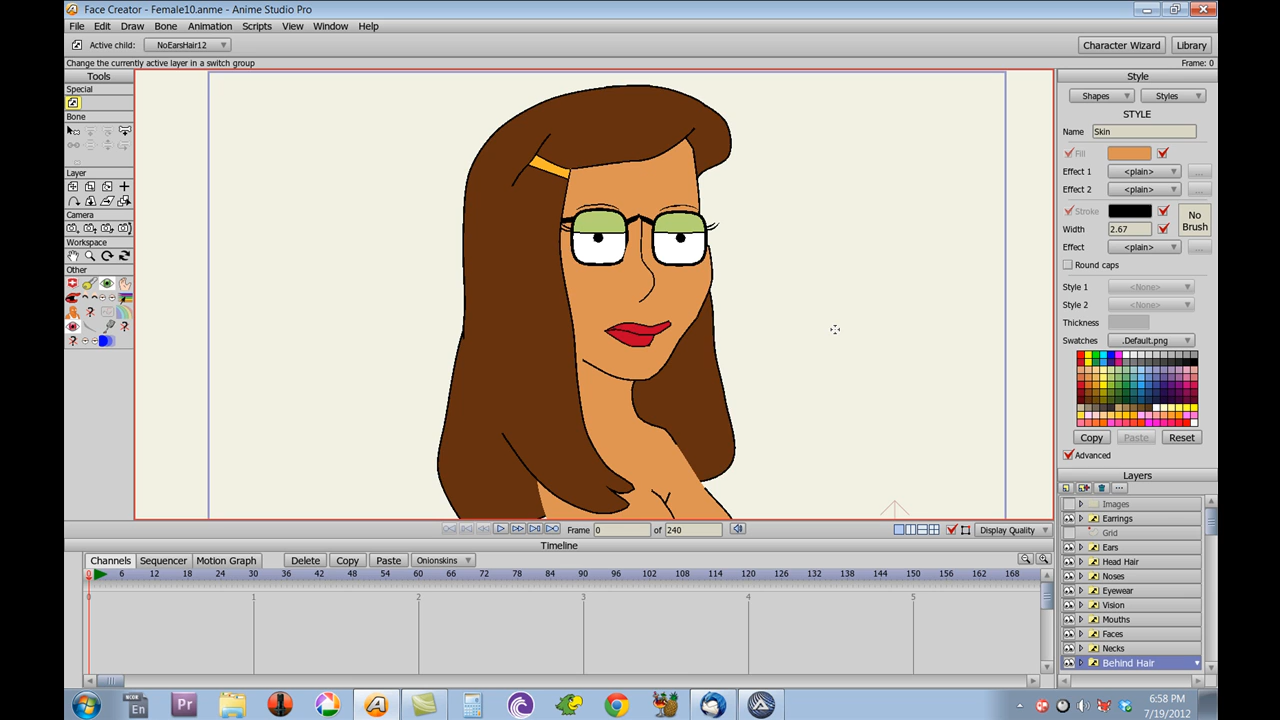 Face Creator - Female10.anme - Anime Studio Pro
File Edit Draw Bone Animation Scripts View Window Help
Active child: NoEarsHair12 Character Wizard Library
Change the currently active layer in a switch group Frame: 0
Tools
Special
Bone
Layer
Camera
Workspace
Other
Style
Shapes Styles
STYLE
Name Skin
Fill
Effect 1 <plain> ...
Effect 2 <plain> ...
Stroke
No Brush
Width 2.67
Effect <plain> ...
Round caps
Style 1 <None>
Style 2 <None>
Thickness
Swatches .Default.png
Copy Paste Reset
Advanced
Layers
Images
Earrings
Grid
Ears
Head Hair
Noses
Eyewear
Vision
Mouths
Faces
Necks
Behind Hair
Frame 0 of 240 Display Quality
Timeline
Channels Sequencer Motion Graph Delete Copy Paste Onionskins
0 6 12 18 24 30 36 42 48 54 60 66 72 78 84 90 96 102 108 114 120 126 132 138 144 150 156 162 168
0 1 2 3 4 5
En Pr
6:58 PM
7/19/2012